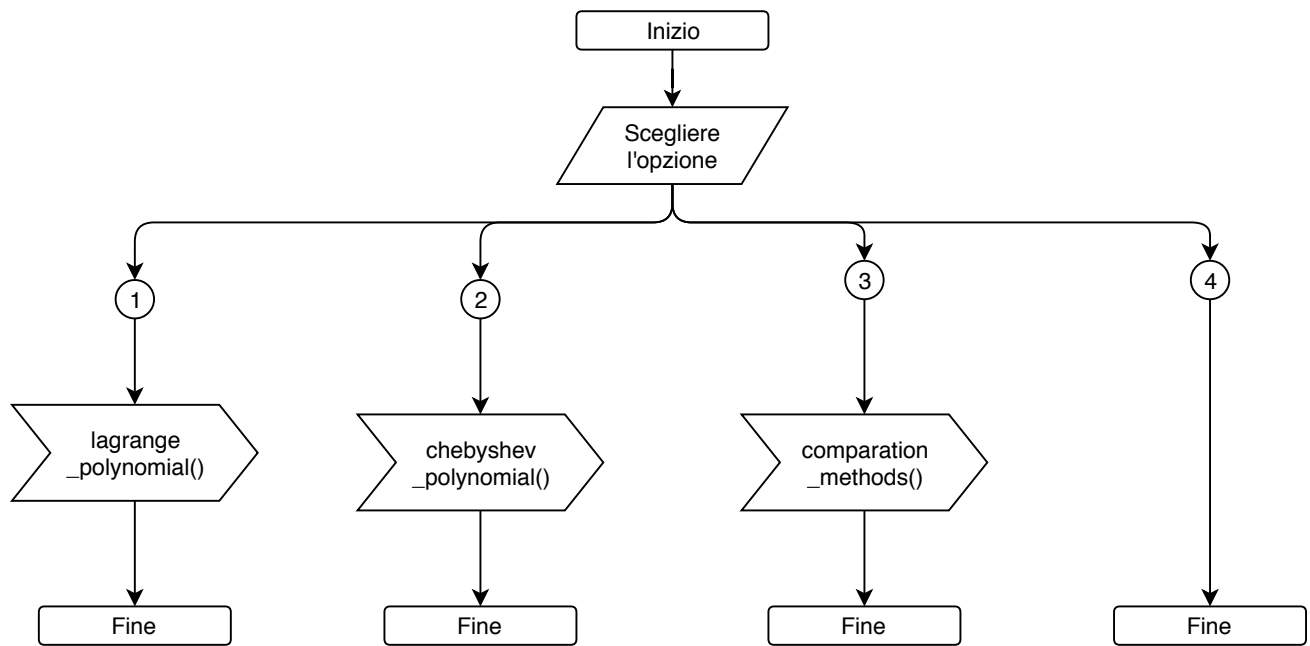 Inizio
Scegliere
l'opzione
1
2
3
4
lagrange
_polynomial()
chebyshev
_polynomial()
comparation
_methods()
Fine
Fine
Fine
Fine